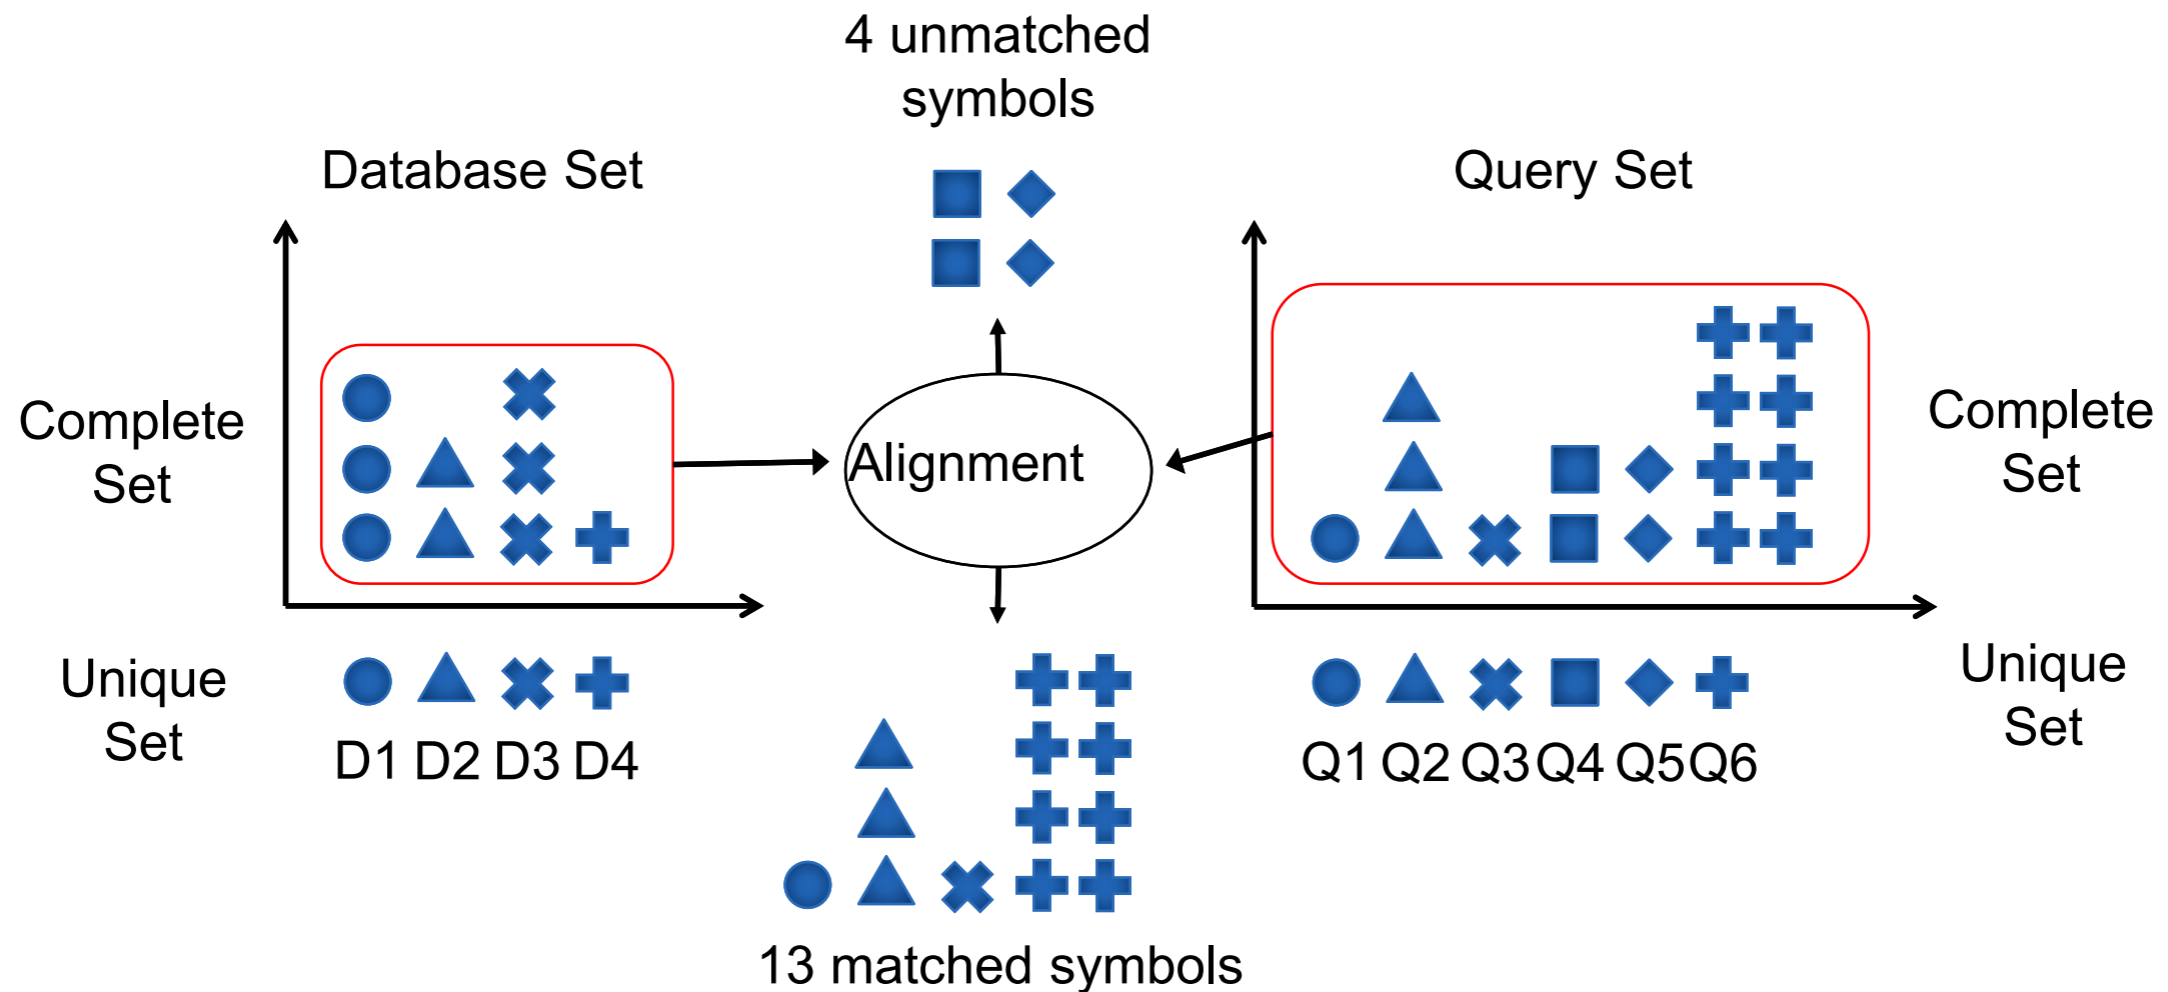 4 unmatched
symbols
Database Set
Query Set
Complete
Set
Alignment
Complete
Set
Unique
Set
D1 D2 D3 D4
Q1 Q2 Q3 Q4 Q5 Q6
Unique
Set
13 matched symbols